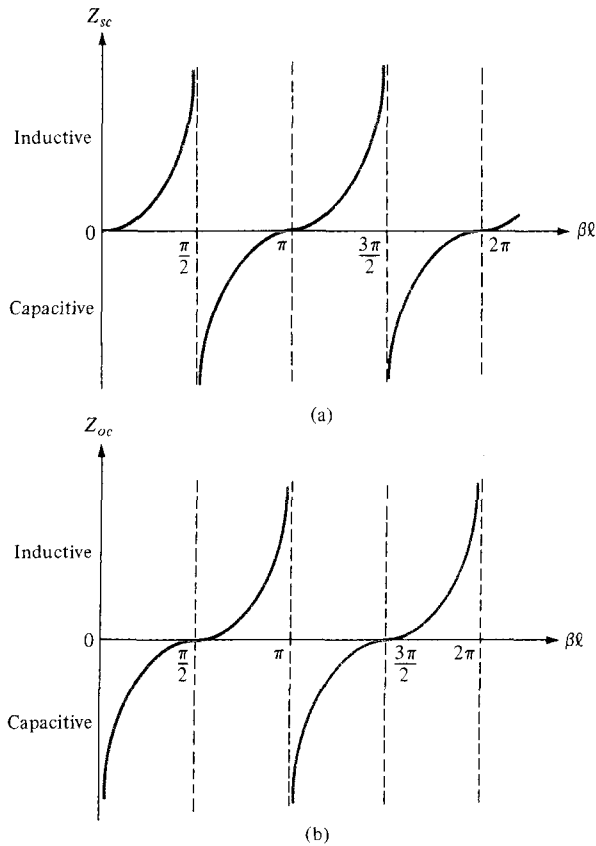 Z_sc
Inductive
0
π/2
π
3π/2
2π
βℓ
Capacitive
(a)
Z_oc
Inductive
0
π/2
π
3π/2
2π
βℓ
Capacitive
(b)